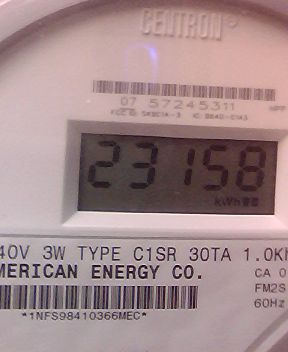 CENTRON
07 57245311
23158
kWh
40V 3W TYPE C1SR 30TA 1.0Kh
MERICAN ENERGY CO.
CA 0
FM2S
60Hz
*1NFS98410366MEC*